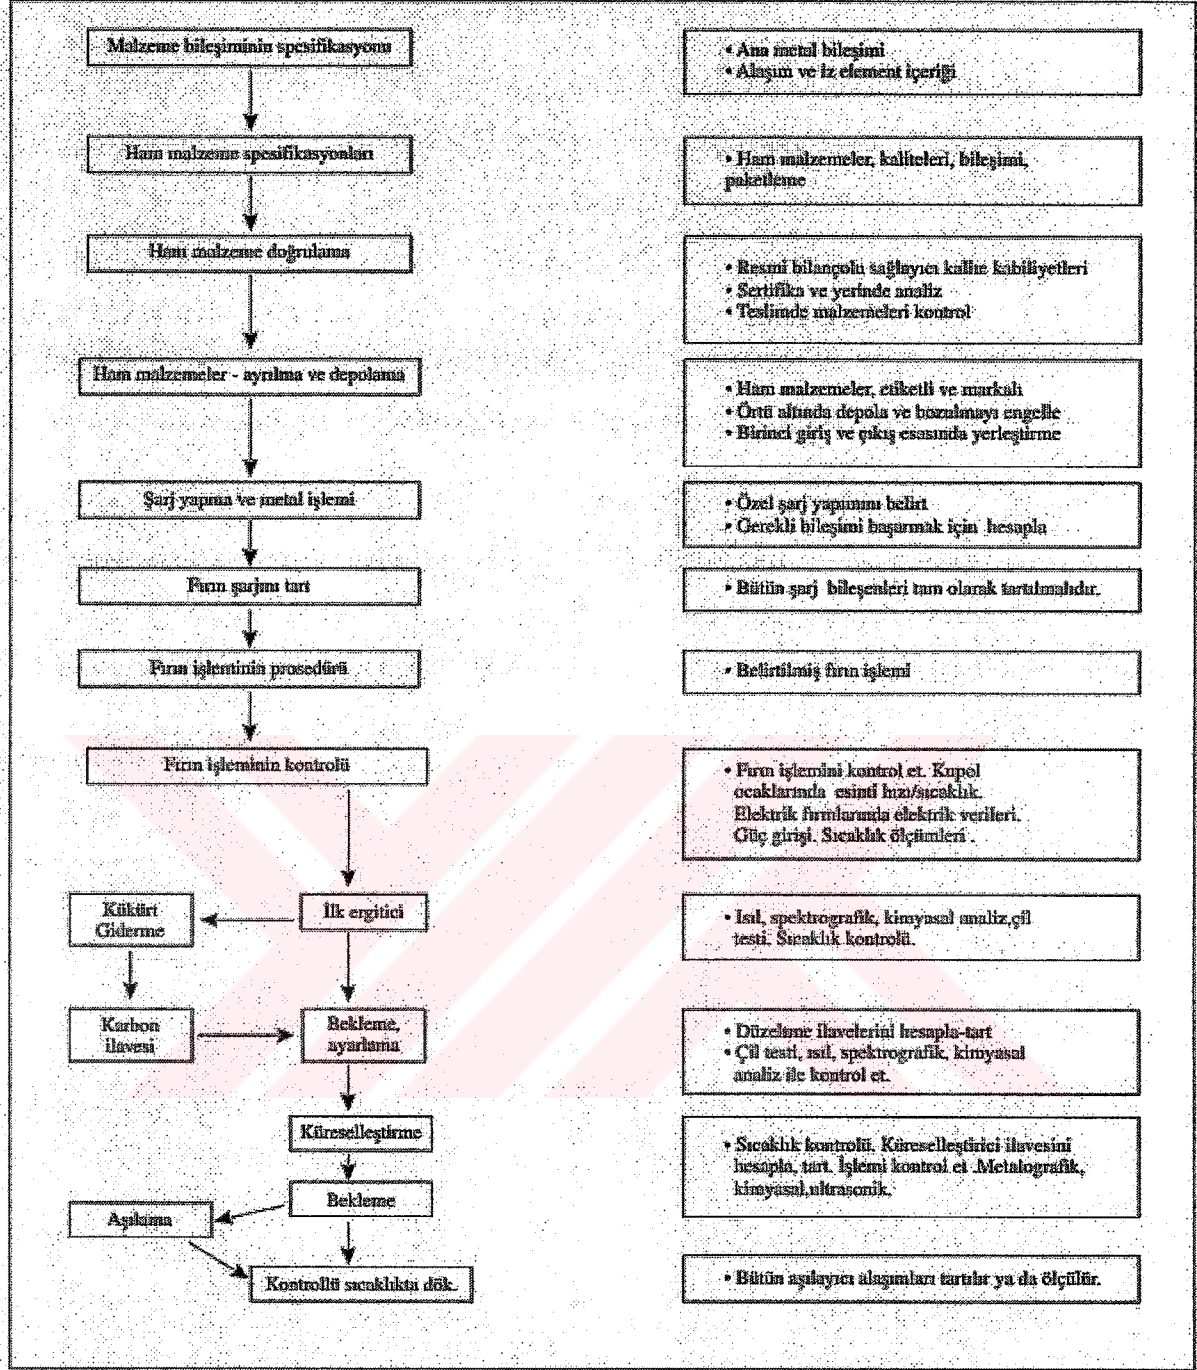 Malzeme bileşiminin spesifikasyonu
• Ana metal bileşimi
• Alaşım ve iz element içeriği
Ham malzeme spesifikasyonları
• Ham malzemeler, kaliteleri, bileşimi,
paketleme
Ham malzeme doğrulama
• Resmi bilançolu sağlayıcı kalite kabiliyetleri
• Sertifika ve yerinde analiz
• Teslimde malzemeleri kontrol
Ham malzemeler - ayrılma ve depolama
• Ham malzemeler, etiketli ve markalı
• Örtü altında depola ve bozulmayı engelle
• Birinci giriş ve çıkış esasında yerleştirme
Şarj yapma ve metal işlemi
• Özel şarj yapımını belirt
• Gerekli bileşimi başarmak için hesapla
Fırın şarjını tart
• Bütün şarj bileşenleri tam olarak tartılmalıdır.
Fırın işleminin prosedürü
• Belirtilmiş fırın işlemi
Fırın işleminin kontrolü
• Fırın işlemini kontrol et. Kupol
ocaklarında esinti hızı/sıcaklık.
Elektrik fırınlarında elektrik verileri.
Güç girişi. Sıcaklık ölçümleri .
Kükürt
Giderme
İlk ergitici
• Isıl, spektrografik, kimyasal analiz,çil
testi. Sıcaklık kontrolü.
Karbon
ilavesi
Bekleme,
ayarlama
• Düzeltme ilavelerini hesapla-tart
• Çil testi, ısıl, spektrografik, kimyasal
analiz ile kontrol et.
Küreselleştirme
• Sıcaklık kontrolü. Küreselleştirici ilavesini
hesapla, tart. İşlemi kontrol et .Metalografik,
kimyasal,ultrasonik.
Bekleme
Aşılama
Kontrollü sıcaklıkta dök.
• Bütün aşılayıcı alaşımları tartılır ya da ölçülür.